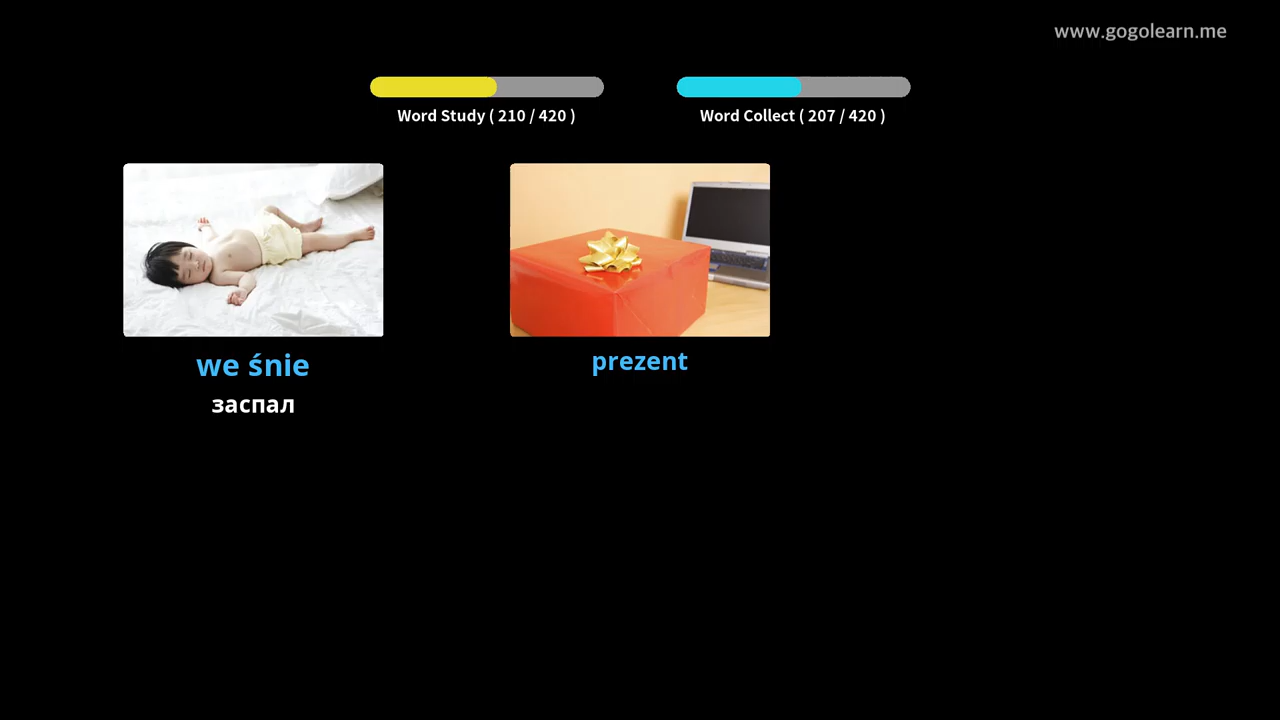 www.gogolearn.me
Word Study ( 210 / 420 )
Word Collect ( 207 / 420 )
we śnie
заспал
prezent